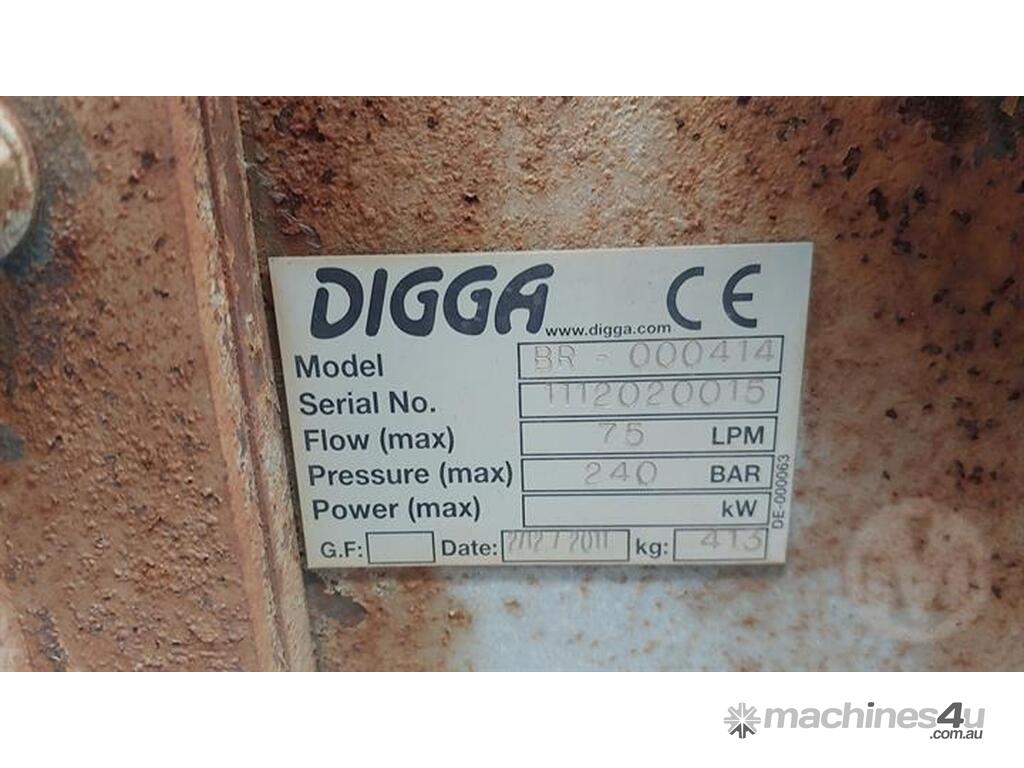 DIGGA CE
www.digga.com
Model BR - 000414
Serial No. 1112020015
Flow (max) 75 LPM
Pressure (max) 240 BAR
Power (max) kW
G.F: Date: kg: 413
DE-000063
machines4u
.com.au